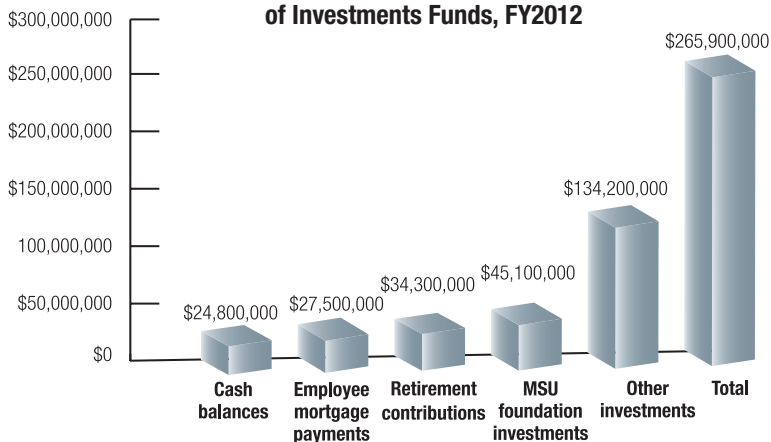 of Investments Funds, FY2012
$300,000,000
$250,000,000
$200,000,000
$150,000,000
100,000,000
$50,000,000
$0
$24,800,000
$27,500,000
$34,300,000
$45,100,000
$134,200,000
$265,900,000
Cash
balances
Employee
mortgage
payments
Retirement
contributions
MSU
foundation
investments
Other
investments
Total